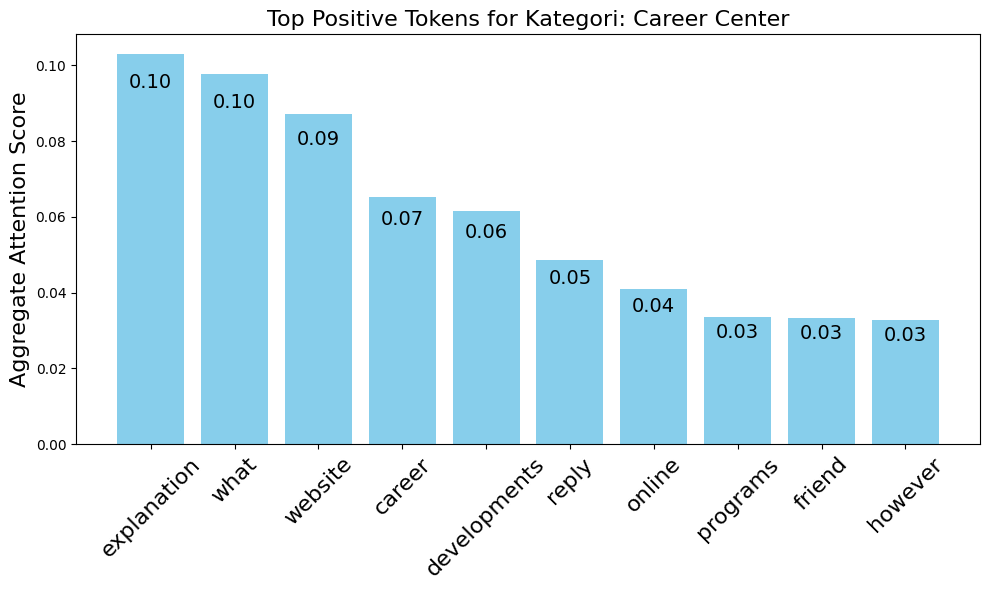 Top Positive Tokens for Kategori: Career Center
Aggregate Attention Score
0.10
0.08
0.06
0.04
0.02
0.00
0.10
0.10
0.09
0.07
0.06
0.05
0.04
0.03
0.03
0.03
explanation
what
website
career
developments
reply
online
programs
friend
however